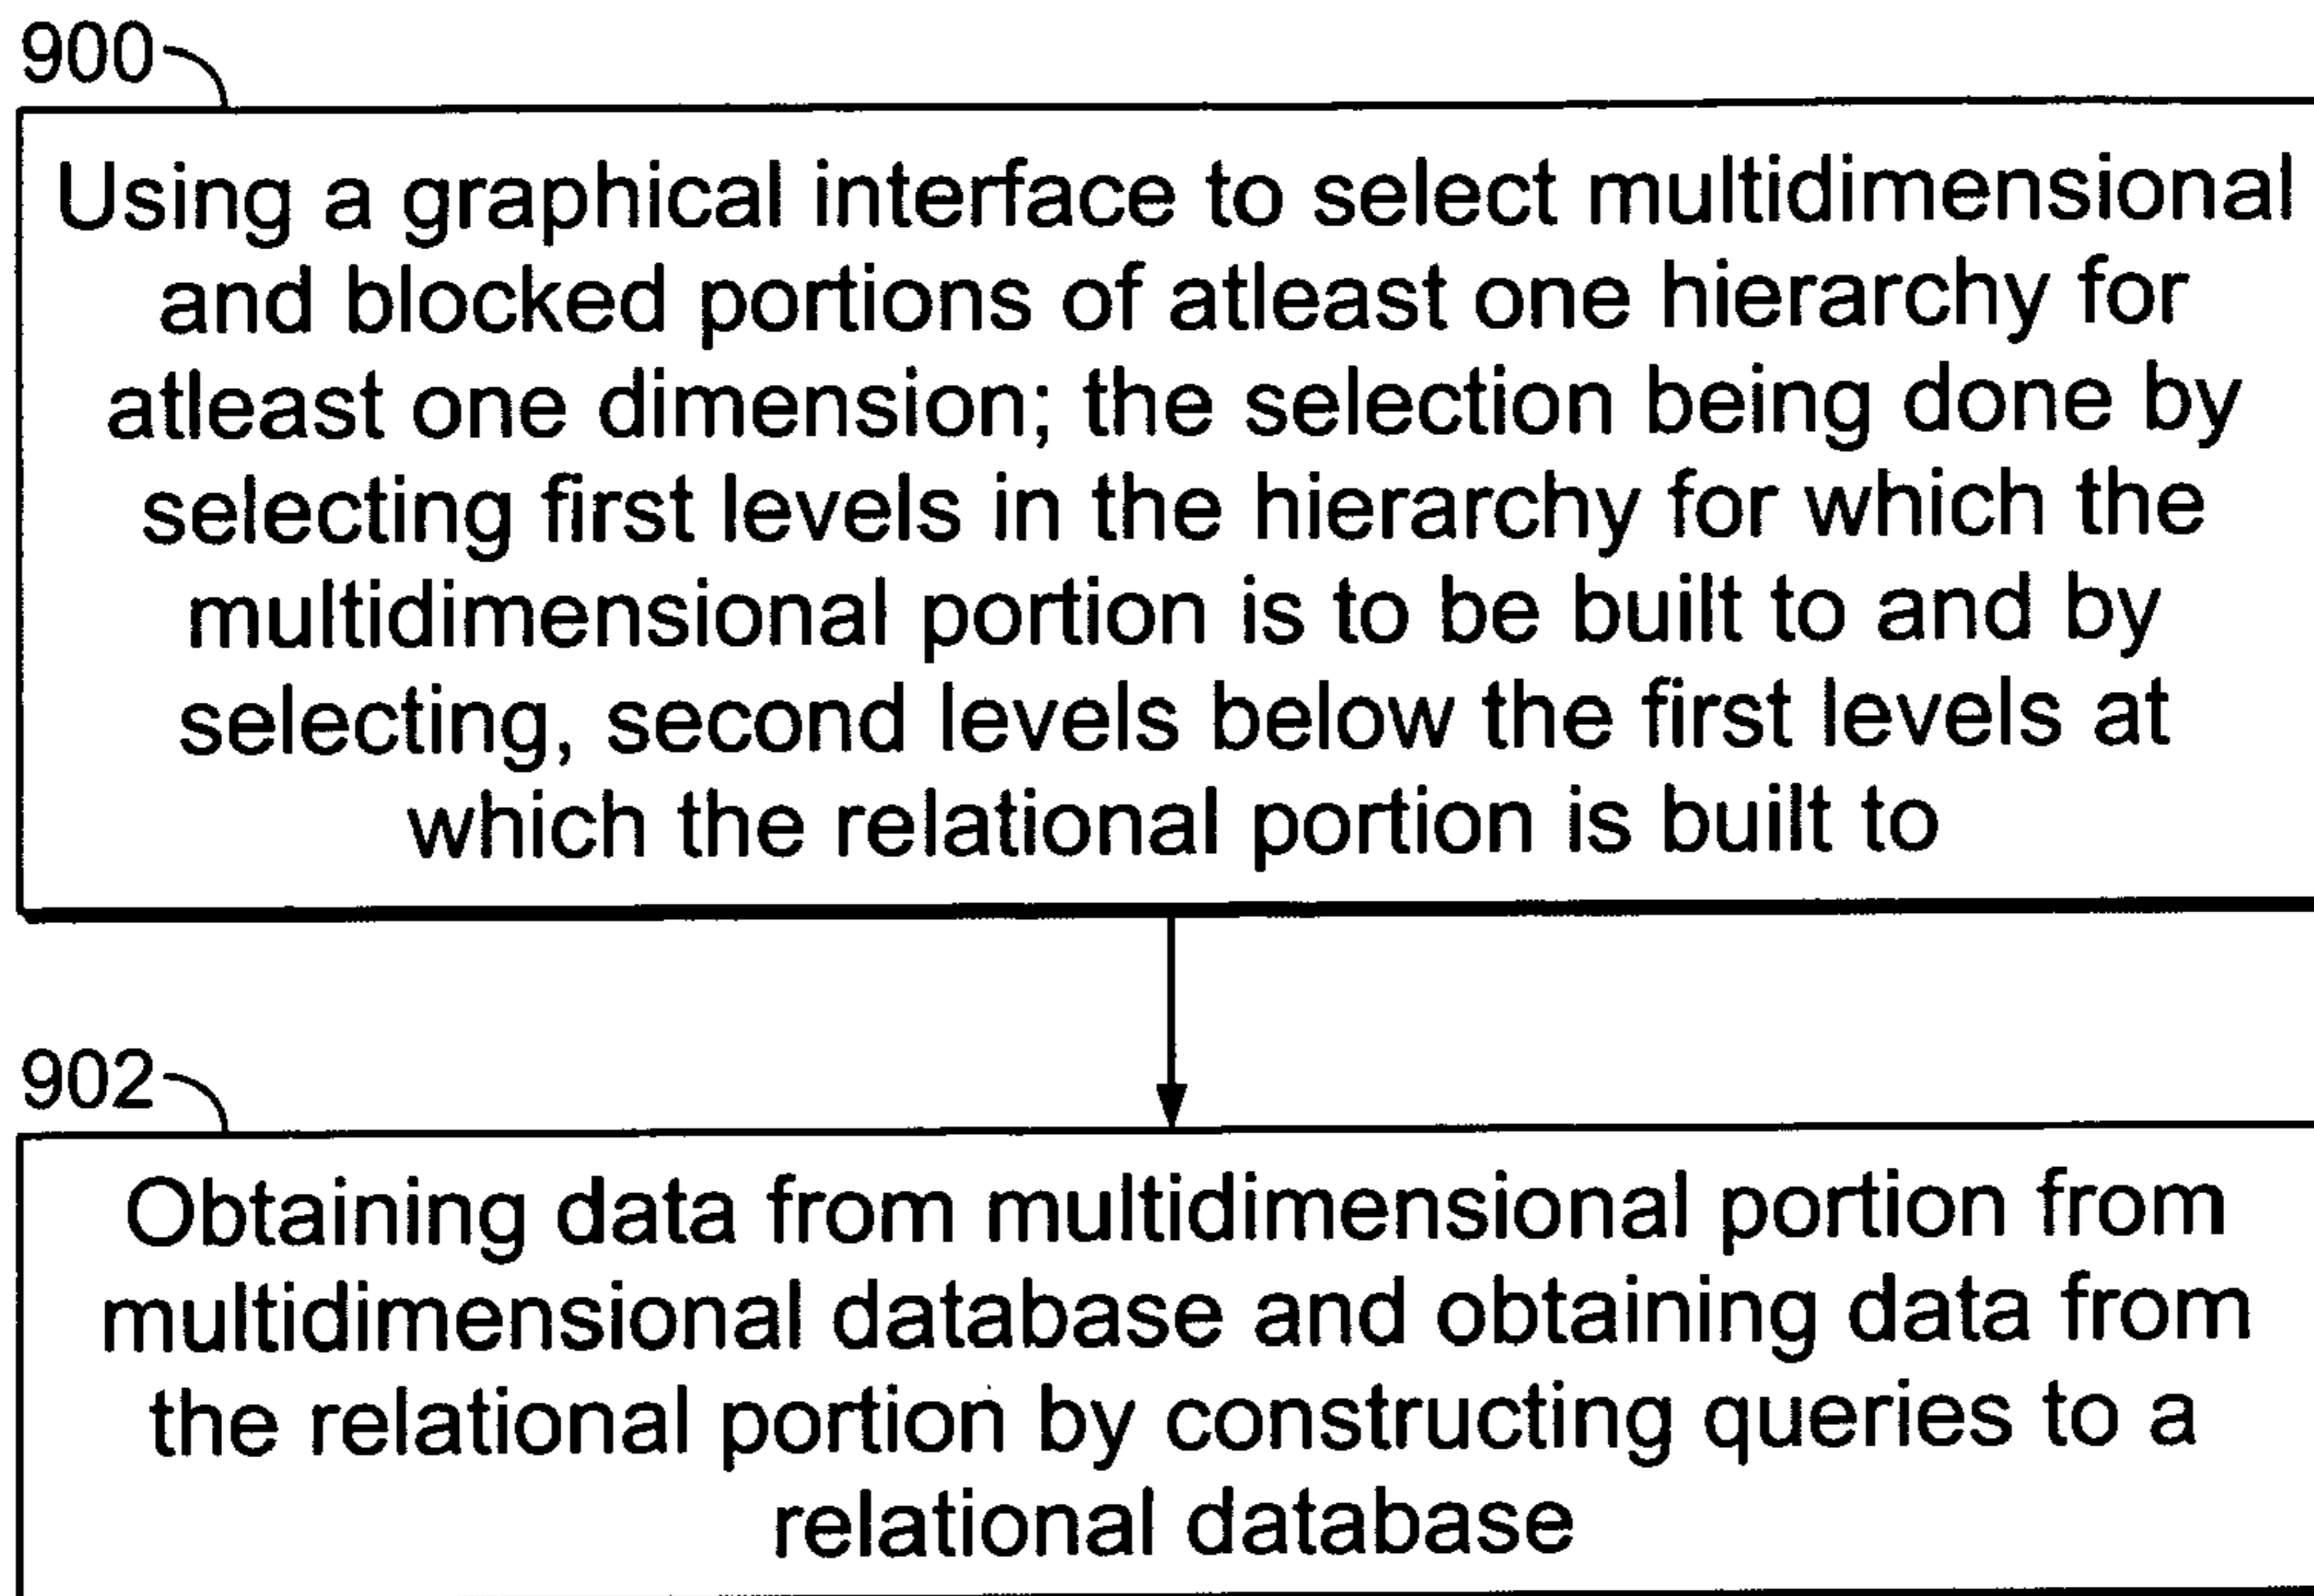 900
Using a graphical interface to select multidimensional
and blocked portions of atleast one hierarchy for
atleast one dimension; the selection being done by
selecting first levels in the hierarchy for which the
multidimensional portion is to be built to and by
selecting, second levels below the first levels at
which the relational portion is built to
902
Obtaining data from multidimensional portion from
multidimensional database and obtaining data from
the relational portion by constructing queries to a
relational database